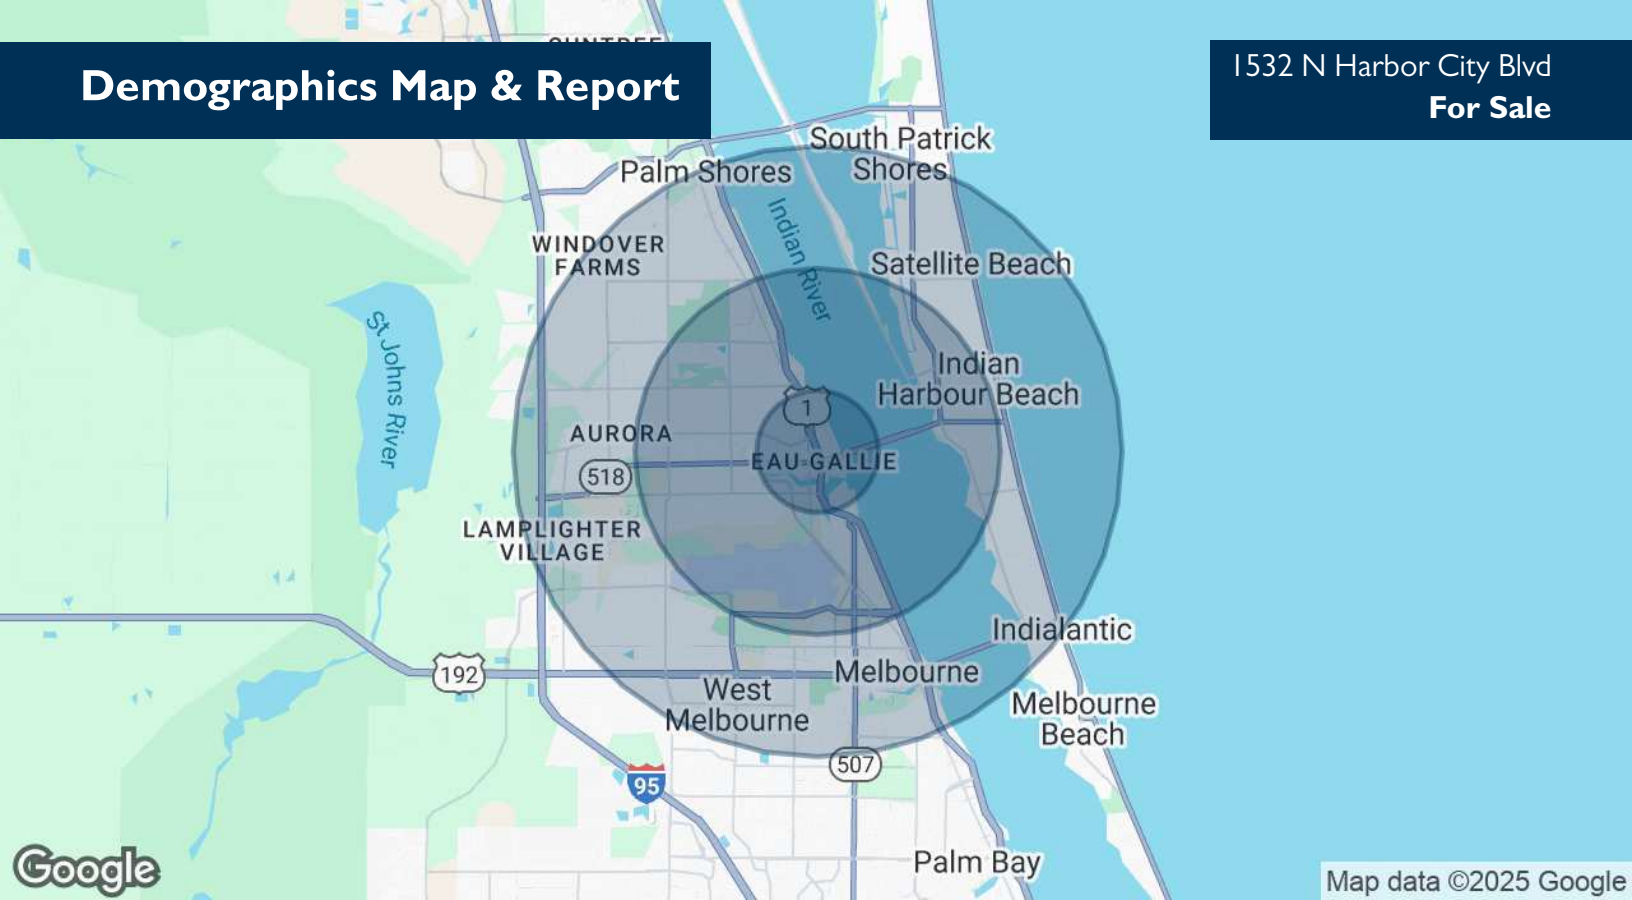 SUNTREE
Demographics Map & Report
1532 N Harbor City Blvd
For Sale
South Patrick
Shores
Palm Shores
Indian River
WINDOVER
FARMS
Satellite Beach
St Johns River
Indian
Harbour Beach
1
AURORA
EAU GALLIE
518
LAMPLIGHTER
VILLAGE
Indialantic
192
Melbourne
West
Melbourne
Melbourne
Beach
507
95
Palm Bay
Google
Map data ©2025 Google